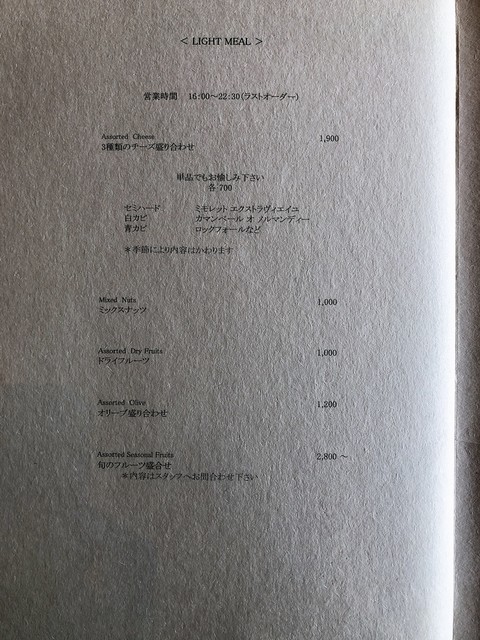 < LIGHT MEAL >
営業時間 16:00~22:30(ラストオーダー)
Assorted Cheese 1,900
3種類のチーズ盛り合わせ
単品でもお愉しみ下さい
各 700
セミハード ミモレット エクストラヴィエイユ
白カビ カマンベール オ ノルマンディー
青カビ ロックフォールなど
*季節により内容はかわります
Mixed Nuts 1,000
ミックスナッツ
Assorted Dry Fruits 1,000
ドライフルーツ
Assorted Olive 1,200
オリーブ盛り合わせ
Assorted Seasonal Fruits 2,800 ~
旬のフルーツ盛合せ
*内容はスタッフへお問合わせ下さい